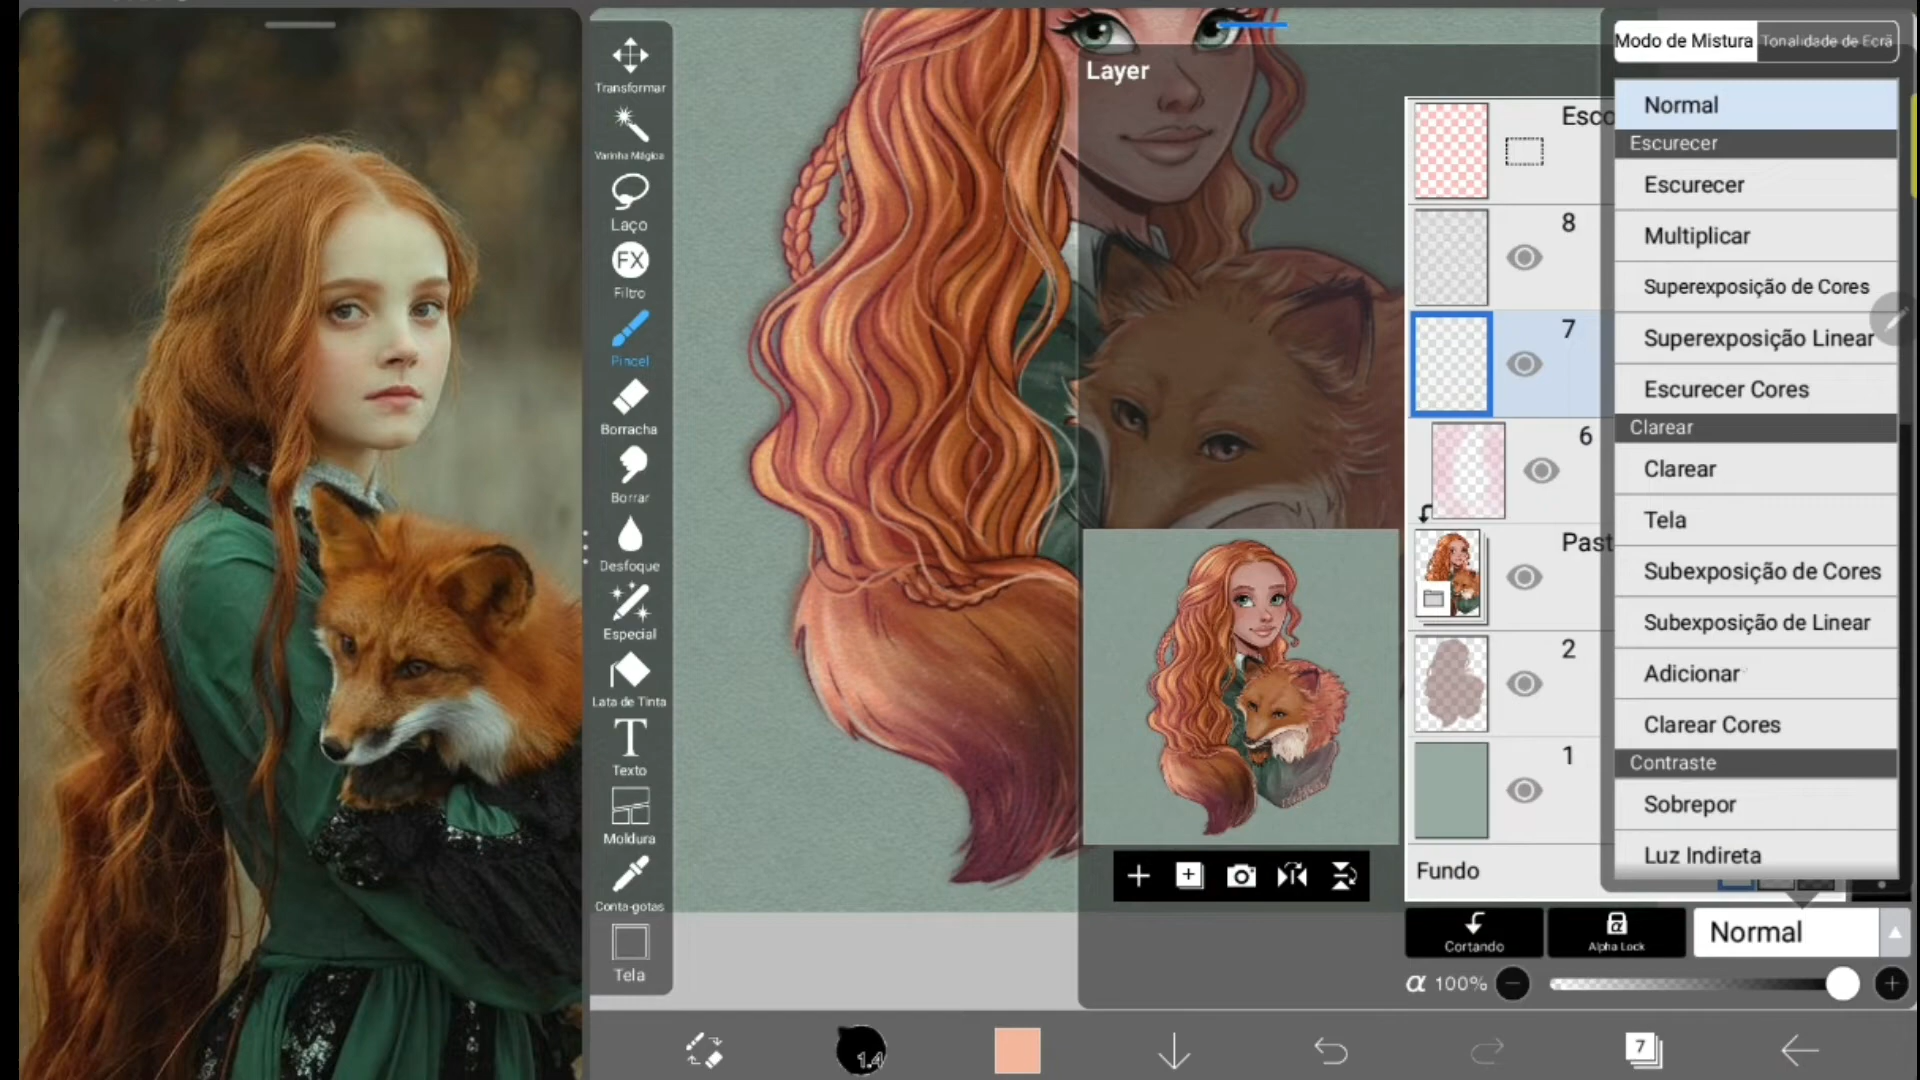 Transformar
Varinha Mágica
Laço
FX
Filtro
Pincel
Borracha
Borrar
Desfoque
Especial
Lata de Tinta
T
Texto
Moldura
Conta-gotas
Tela
Layer
Esco
8
7
6
Past
2
1
Fundo
Modo de Mistura
Tonalidade de Ecrã
Normal
Escurecer
Escurecer
Multiplicar
Superexposição de Cores
Superexposição Linear
Escurecer Cores
Clarear
Clarear
Tela
Subexposição de Cores
Subexposição de Linear
Adicionar
Clarear Cores
Contraste
Sobrepor
Luz Indireta
Cortando
α
Alpha Lock
Normal
α 100%
1.4
7